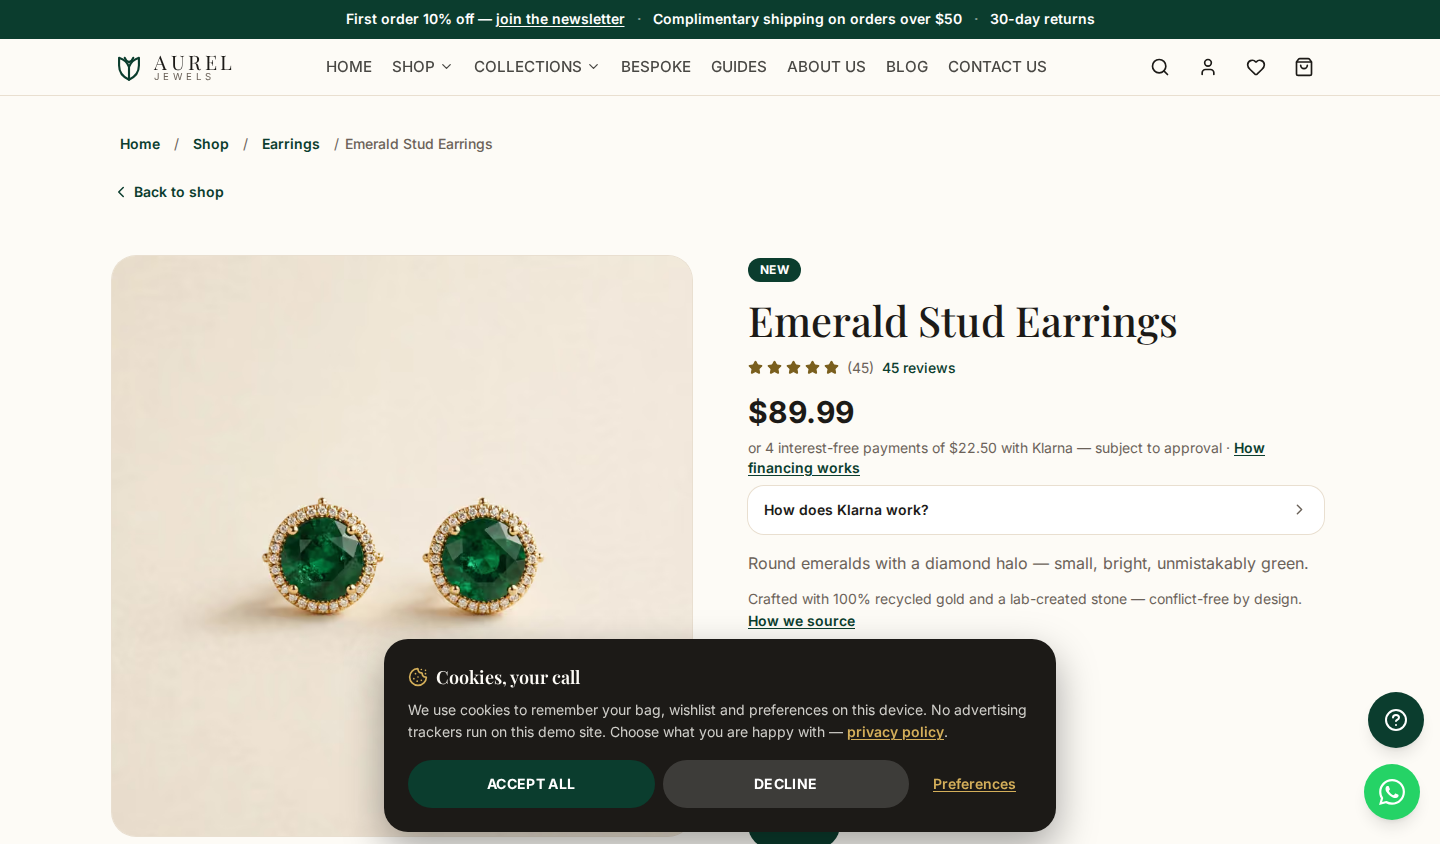 First order 10% off — join the newsletter · Complimentary shipping on orders over $50 · 30-day returns
AUREL
JEWELS
HOME SHOP COLLECTIONS BESPOKE GUIDES ABOUT US BLOG CONTACT US
Home / Shop / Earrings / Emerald Stud Earrings
Back to shop
NEW
Emerald Stud Earrings
(45) 45 reviews
$89.99
or 4 interest-free payments of $22.50 with Klarna — subject to approval · How
financing works
How does Klarna work?
Round emeralds with a diamond halo — small, bright, unmistakably green.
Crafted with 100% recycled gold and a lab-created stone — conflict-free by design.
How we source
Cookies, your call
We use cookies to remember your bag, wishlist and preferences on this device. No advertising
trackers run on this demo site. Choose what you are happy with — privacy policy.
ACCEPT ALL DECLINE Preferences